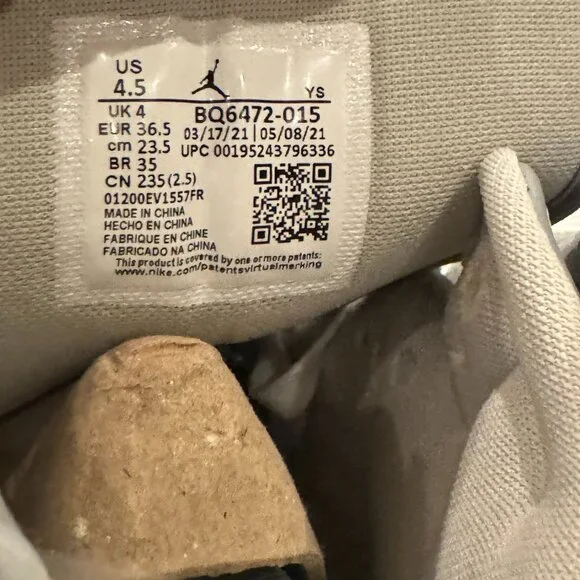 US
4.5
YS
UK 4
BQ6472-015
EUR 36.5
03/17/21 | 05/08/21
cm 23.5
UPC 00195243796336
BR 35
CN 235(2.5)
01200EV1557FR
MADE IN CHINA
HECHO EN CHINA
FABRIQUE EN CHINE
FABRICADO NA CHINA
This product is covered by one or more patents:
www.nike.com/patentsvirtualmarking